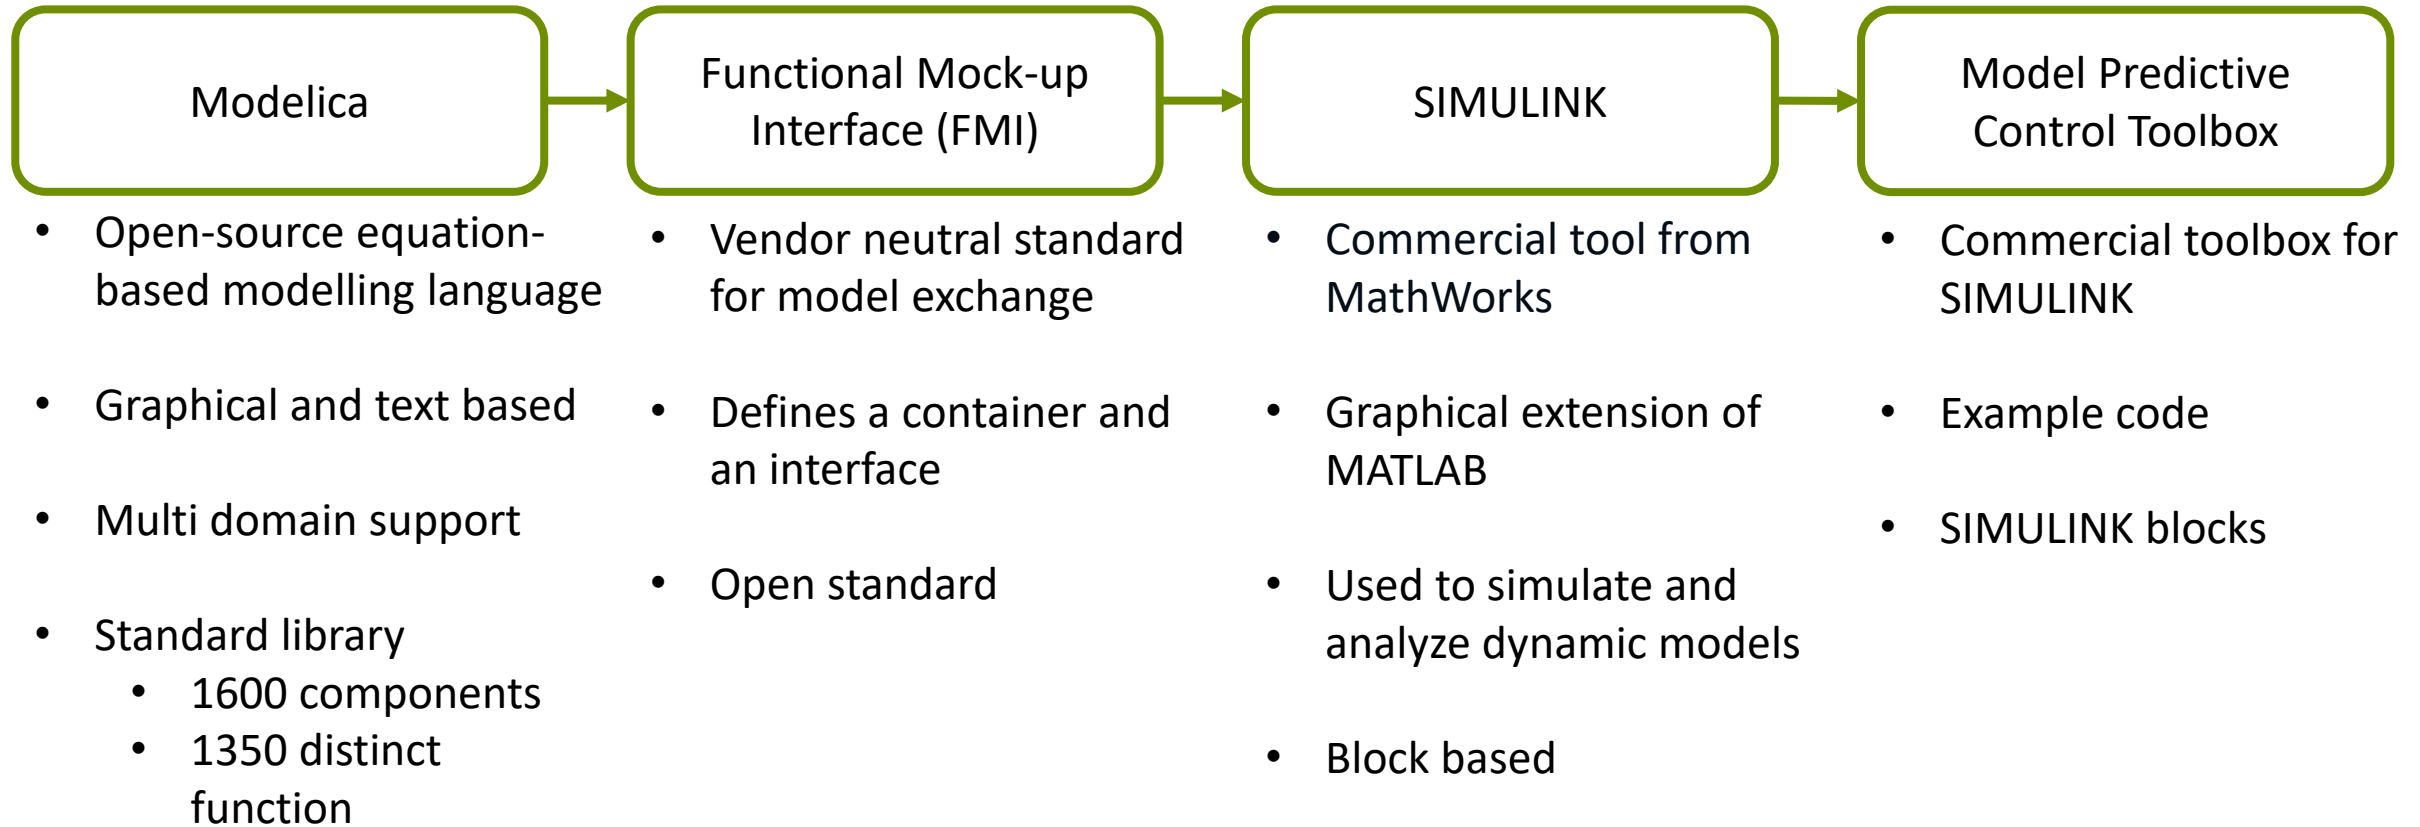 Modelica
Functional Mock-up
Interface (FMI)
SIMULINK
Model Predictive
Control Toolbox
• Open-source equation-
based modelling language
• Graphical and text based
• Multi domain support
• Standard library
• 1600 components
• 1350 distinct
function
• Vendor neutral standard
for model exchange
• Defines a container and
an interface
• Open standard
• Commercial tool from
MathWorks
• Graphical extension of
MATLAB
• Used to simulate and
analyze dynamic models
• Block based
• Commercial toolbox for
SIMULINK
• Example code
• SIMULINK blocks